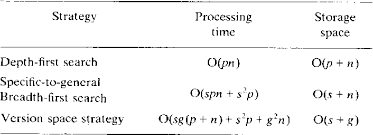 Strategy Processing Storage
time space
Depth-first search O(pn) O(p + n)
Specific-to-general
Breadth-first search O(spn + s²p) O(s + n)
Version space strategy O(sg(p + n) + s²p + g²n) O(s + g)